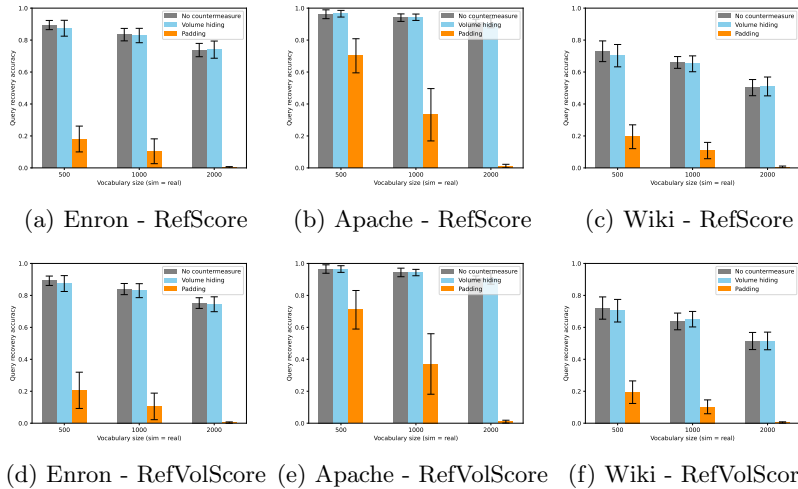 No countermeasure
Volume hiding
Padding
Query recovery accuracy
1.0
0.8
0.6
0.4
0.2
0.0
500
1000
2000
Vocabulary size (sim = real)
(a) Enron - RefScore
No countermeasure
Volume hiding
Padding
Query recovery accuracy
1.0
0.8
0.6
0.4
0.2
0.0
500
1000
2000
Vocabulary size (sim = real)
(b) Apache - RefScore
No countermeasure
Volume hiding
Padding
Query recovery accuracy
1.0
0.8
0.6
0.4
0.2
0.0
500
1000
2000
Vocabulary size (sim = real)
(c) Wiki - RefScore
No countermeasure
Volume hiding
Padding
Query recovery accuracy
1.0
0.8
0.6
0.4
0.2
0.0
500
1000
2000
Vocabulary size (sim = real)
(d) Enron - RefVolScore
No countermeasure
Volume hiding
Padding
Query recovery accuracy
1.0
0.8
0.6
0.4
0.2
0.0
500
1000
2000
Vocabulary size (sim = real)
(e) Apache - RefVolScore
No countermeasure
Volume hiding
Padding
Query recovery accuracy
1.0
0.8
0.6
0.4
0.2
0.0
500
1000
2000
Vocabulary size (sim = real)
(f) Wiki - RefVolScor